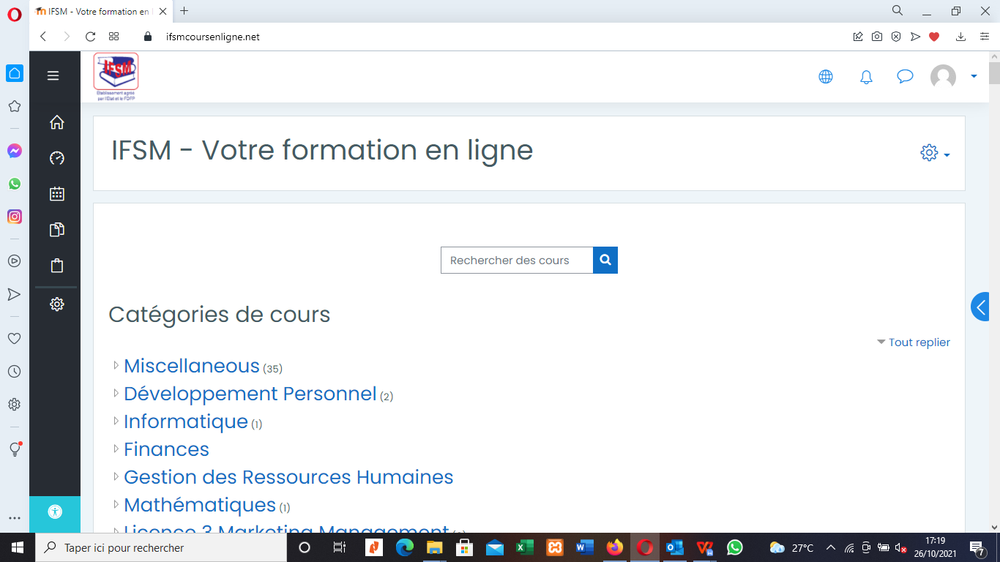 IFSM - Votre formation en
ifsmcoursenligne.net
IFSM
Etablissement agréé
par l'Etat et le FDFP
IFSM - Votre formation en ligne
Rechercher des cours
Catégories de cours
Tout replier
Miscellaneous (35)
Développement Personnel (2)
Informatique (1)
Finances
Gestion des Ressources Humaines
Mathématiques (1)
Licence 3 Marketing Management
Taper ici pour rechercher
27°C
17:19
26/10/2021
7